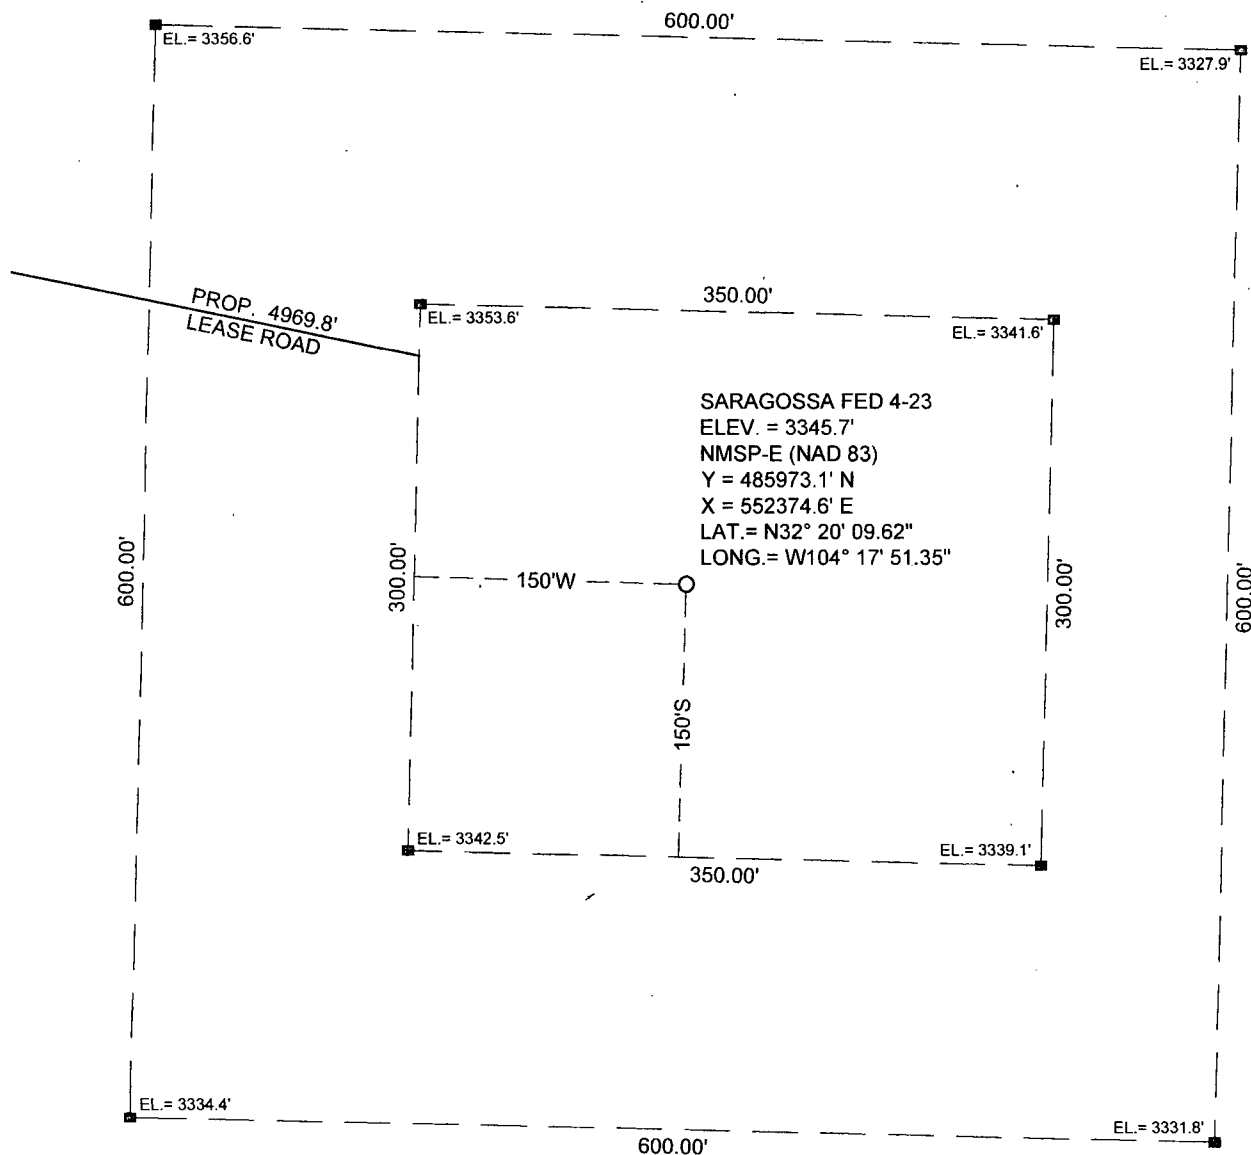 600.00'
EL.= 3356.6'
EL.= 3327.9'
PROP. 4969.8'
LEASE ROAD
350.00'
EL.= 3353.6'
EL.= 3341.6'
SARAGOSSA FED 4-23
ELEV. = 3345.7'
NMSP-E (NAD 83)
Y = 485973.1' N
X = 552374.6' E
LAT.= N32° 20' 09.62"
LONG.= W104° 17' 51.35"
600.00'
300.00'
150'W
300.00'
600.00'
150'S
EL.= 3342.5'
EL.= 3339.1'
350.00'
EL.= 3334.4'
EL.= 3331.8'
600.00'